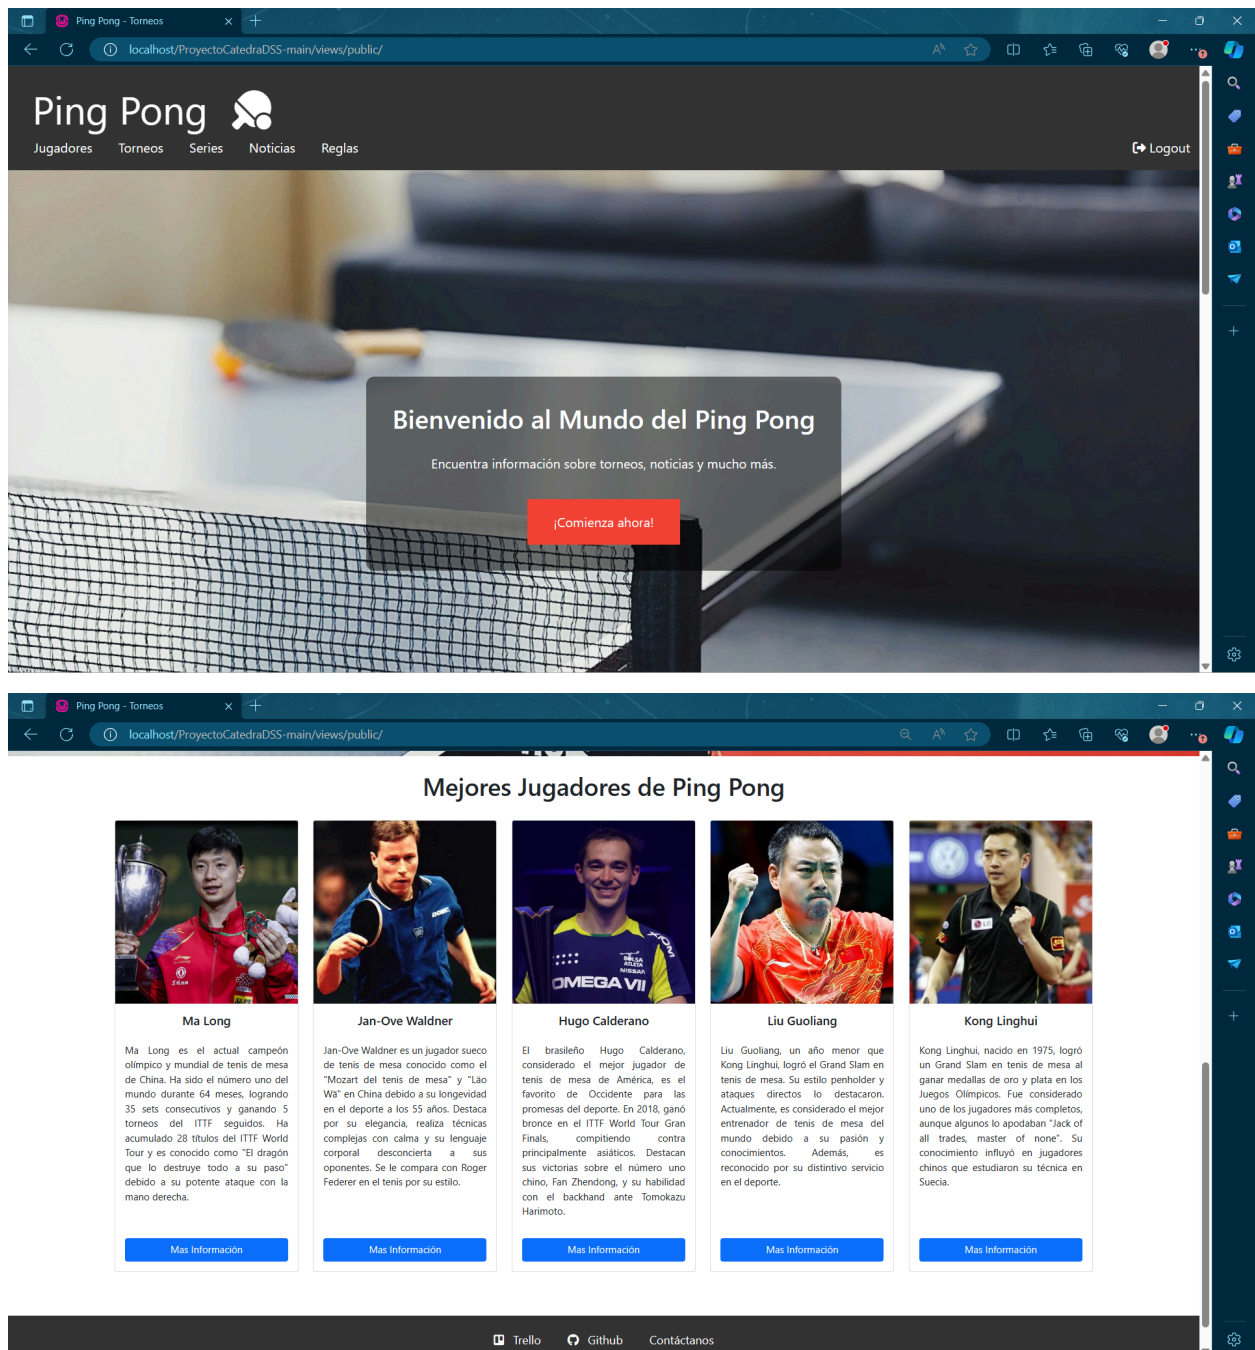 Ping Pong - Torneos
localhost/ProyectoCatedraDSS-main/views/public/
Ping Pong
Jugadores Torneos Series Noticias Reglas Logout
Bienvenido al Mundo del Ping Pong
Encuentra información sobre torneos, noticias y mucho más.
¡Comienza ahora!
Ping Pong - Torneos
localhost/ProyectoCatedraDSS-main/views/public/
Mejores Jugadores de Ping Pong
OMEGA VII
Ma Long
Ma Long es el actual campeón
olímpico y mundial de tenis de mesa
de China. Ha sido el número uno del
mundo durante 64 meses, logrando
35 sets consecutivos y ganando 5
torneos del ITTF seguidos. Ha
acumulado 28 títulos del ITTF World
Tour y es conocido como "El dragón
que lo destruye todo a su paso"
debido a su potente ataque con la
mano derecha.
Mas Información
Jan-Ove Waldner
Jan-Ove Waldner es un jugador sueco
de tenis de mesa conocido como el
"Mozart del tenis de mesa" y "Lǎo
Wǎ" en China debido a su longevidad
en el deporte a los 55 años. Destaca
por su elegancia, realiza técnicas
complejas con calma y su lenguaje
corporal desconcierta a sus
oponentes. Se le compara con Roger
Federer en el tenis por su estilo.
Mas Información
Hugo Calderano
El brasileño Hugo Calderano,
considerado el mejor jugador de
tenis de mesa de América, es el
favorito de Occidente para las
promesas del deporte. En 2018, ganó
bronce en el ITTF World Tour Gran
Finals, compitiendo contra
principalmente asiáticos. Destacan
sus victorias sobre el número uno
chino, Fan Zhendong, y su habilidad
con el backhand ante Tomokazu
Harimoto.
Mas Información
Liu Guoliang
Liu Guoliang, un año menor que
Kong Linghui, logró el Grand Slam en
tenis de mesa. Su estilo penholder y
ataques directos lo destacaron.
Actualmente, es considerado el mejor
entrenador de tenis de mesa del
mundo debido a su pasión y
conocimientos. Además, es
reconocido por su distintivo servicio
en el deporte.
Mas Información
Kong Linghui
Kong Linghui, nacido en 1975, logró
un Grand Slam en tenis de mesa al
ganar medallas de oro y plata en los
Juegos Olímpicos. Fue considerado
uno de los jugadores más completos,
aunque algunos lo apodaban "Jack of
all trades, master of none". Su
conocimiento influyó en jugadores
chinos que estudiaron su técnica en
Suecia.
Mas Información
Trello Github Contáctanos